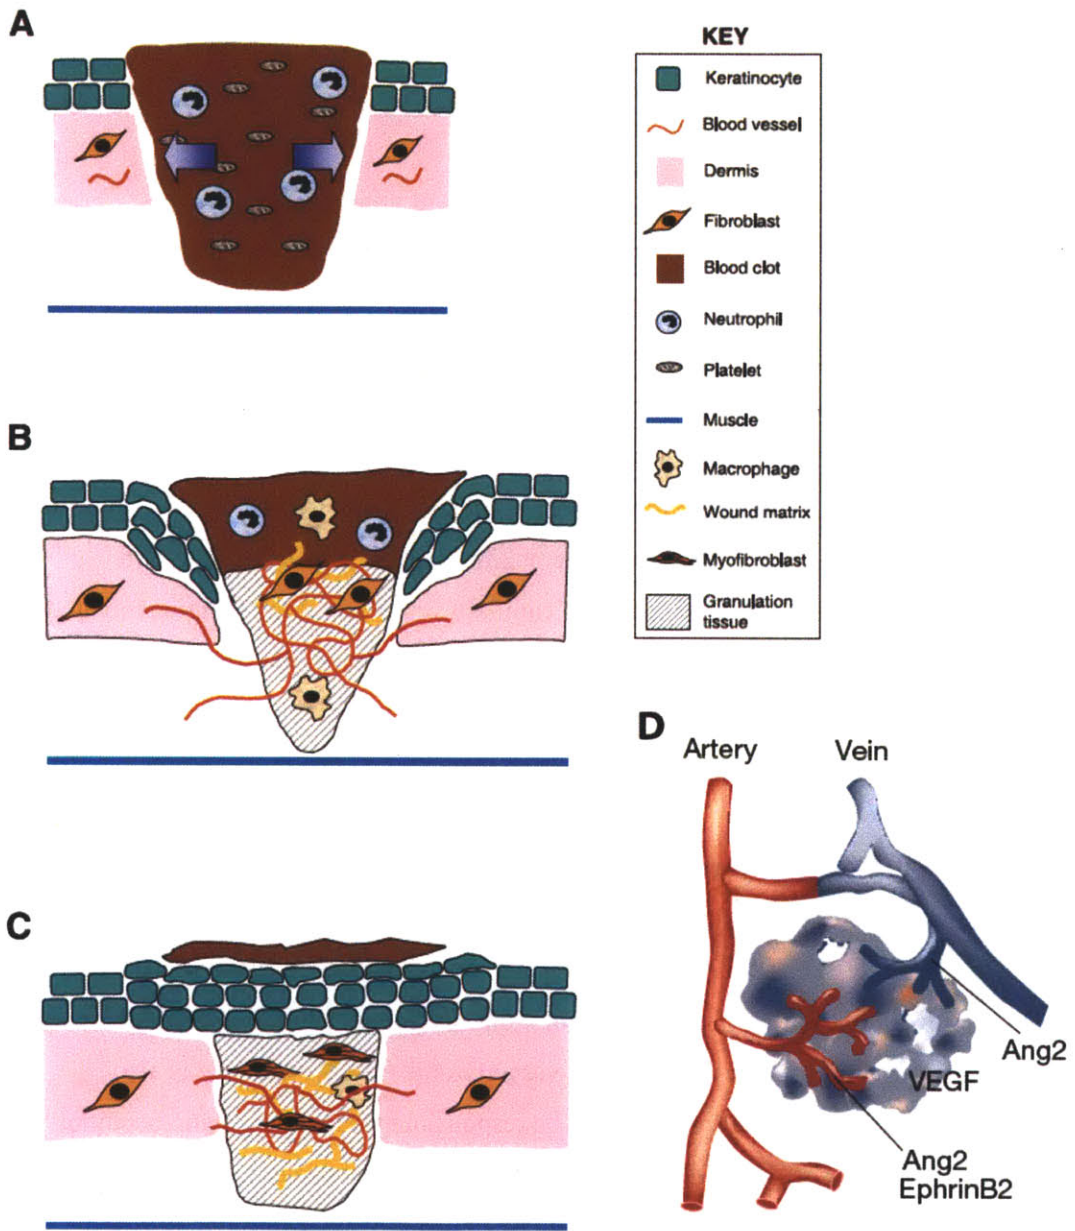 A
KEY
Keratinocyte
Blood vessel
Dermis
Fibroblast
Blood clot
Neutrophil
Platelet
Muscle
Macrophage
Wound matrix
Myofibroblast
Granulation
tissue
B
C
D
Artery
Vein
Ang2
VEGF
Ang2
EphrinB2